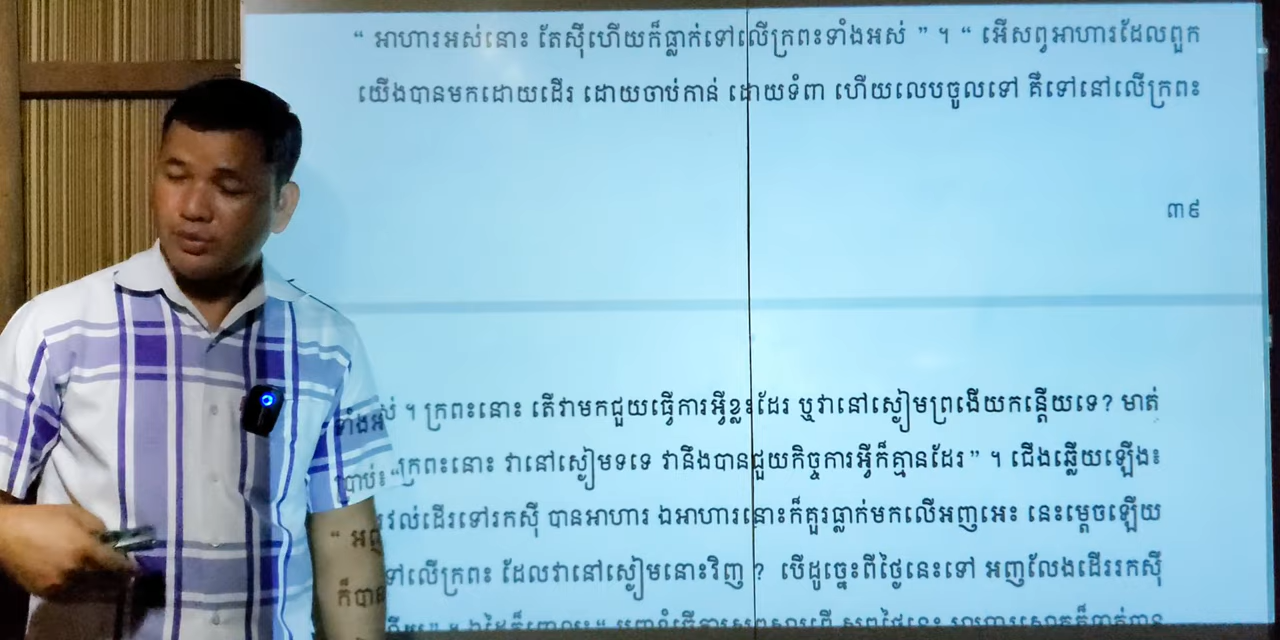 “ អាហារអស់នោះ តែស៊ីហើយក៏ធ្លាក់ទៅលើក្រពះទាំងអស់ ” ។ “ អើសព្វអាហារដែលពួក
យើងបានមកដោយដើរ ដោយចាប់កាន់ ដោយទំពា ហើយលេបចូលទៅ គឺទៅនៅលើក្រពះ
៣៩
ទាំងអស់ ។ ក្រពះនោះ តើវាមកជួយធ្វើការអ្វីខ្លះដែរ ឬវានៅស្ងៀមព្រងើយកន្តើយទេ? មាត់
ប្រាប់៖ “ក្រពះនោះ វានៅស្ងៀមទទេ វានឹងបានជួយកិច្ចការអ្វីក៏គ្មានដែរ” ។ ជើងឆ្លើយឡើង៖
“ អញ រវល់ដើរទៅរកស៊ី បានអាហារ ឯអាហារនោះក៏គួរធ្លាក់មកលើអញអេះ នេះម្ដេចឡើយ
ក៏បាន ទៅលើក្រពះ ដែលវានៅស្ងៀមនោះវិញ ? បើដូច្នេះពីថ្ងៃនេះទៅ អញលែងដើររកស៊ី